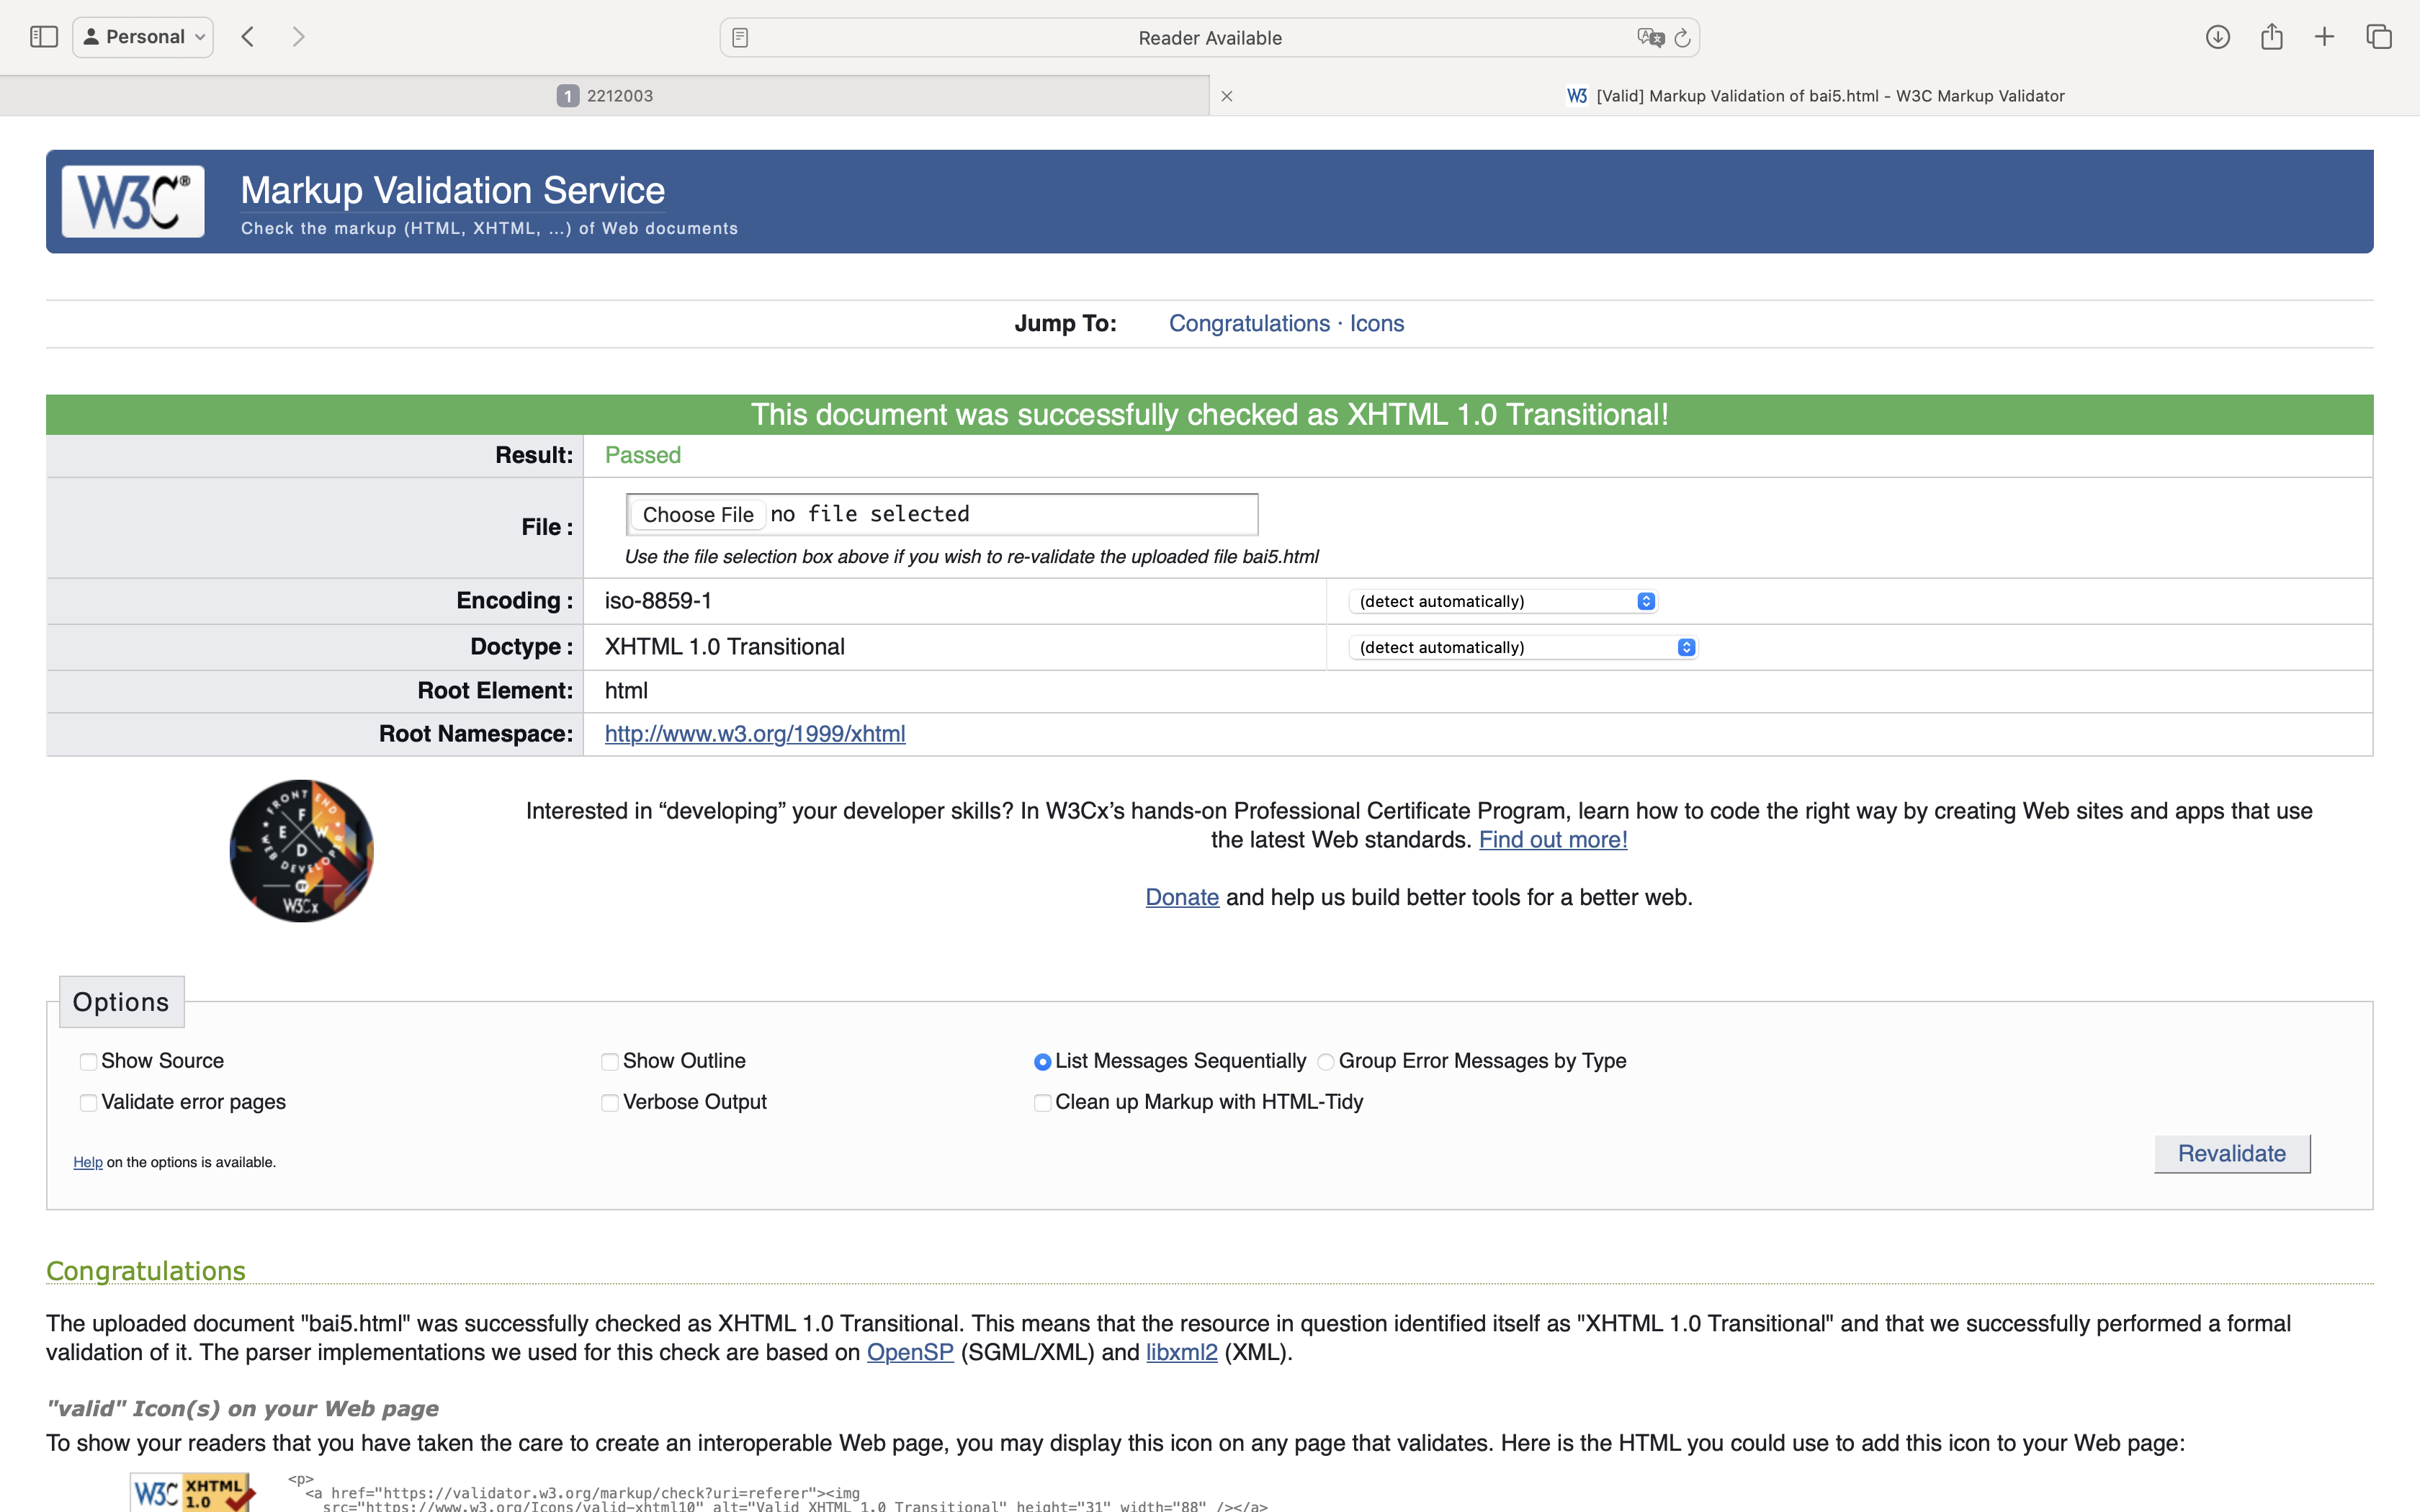 Personal
Reader Available
1 2212003
[Valid] Markup Validation of bai5.html - W3C Markup Validator
W3C®
Markup Validation Service
Check the markup (HTML, XHTML, ...) of Web documents
Jump To: Congratulations · Icons
This document was successfully checked as XHTML 1.0 Transitional!
Result: Passed
File : Choose File no file selected
Use the file selection box above if you wish to re-validate the uploaded file bai5.html
Encoding : iso-8859-1 (detect automatically)
Doctype : XHTML 1.0 Transitional (detect automatically)
Root Element: html
Root Namespace: http://www.w3.org/1999/xhtml
FRONT END
F
E W
D
WEB DEVELOPER
BY
W3Cx
Interested in “developing” your developer skills? In W3Cx’s hands-on Professional Certificate Program, learn how to code the right way by creating Web sites and apps that use
the latest Web standards. Find out more!
Donate and help us build better tools for a better web.
Options
Show Source Show Outline List Messages Sequentially Group Error Messages by Type
Validate error pages Verbose Output Clean up Markup with HTML-Tidy
Help on the options is available.
Revalidate
Congratulations
The uploaded document "bai5.html" was successfully checked as XHTML 1.0 Transitional. This means that the resource in question identified itself as "XHTML 1.0 Transitional" and that we successfully performed a formal
validation of it. The parser implementations we used for this check are based on OpenSP (SGML/XML) and libxml2 (XML).
"valid" Icon(s) on your Web page
To show your readers that you have taken the care to create an interoperable Web page, you may display this icon on any page that validates. Here is the HTML you could use to add this icon to your Web page:
W3C XHTML 1.0
<p>
<a href="https://validator.w3.org/markup/check?uri=referer"><img
src="https://www.w3.org/Icons/valid-xhtml10" alt="Valid XHTML 1.0 Transitional" height="31" width="88" /></a>